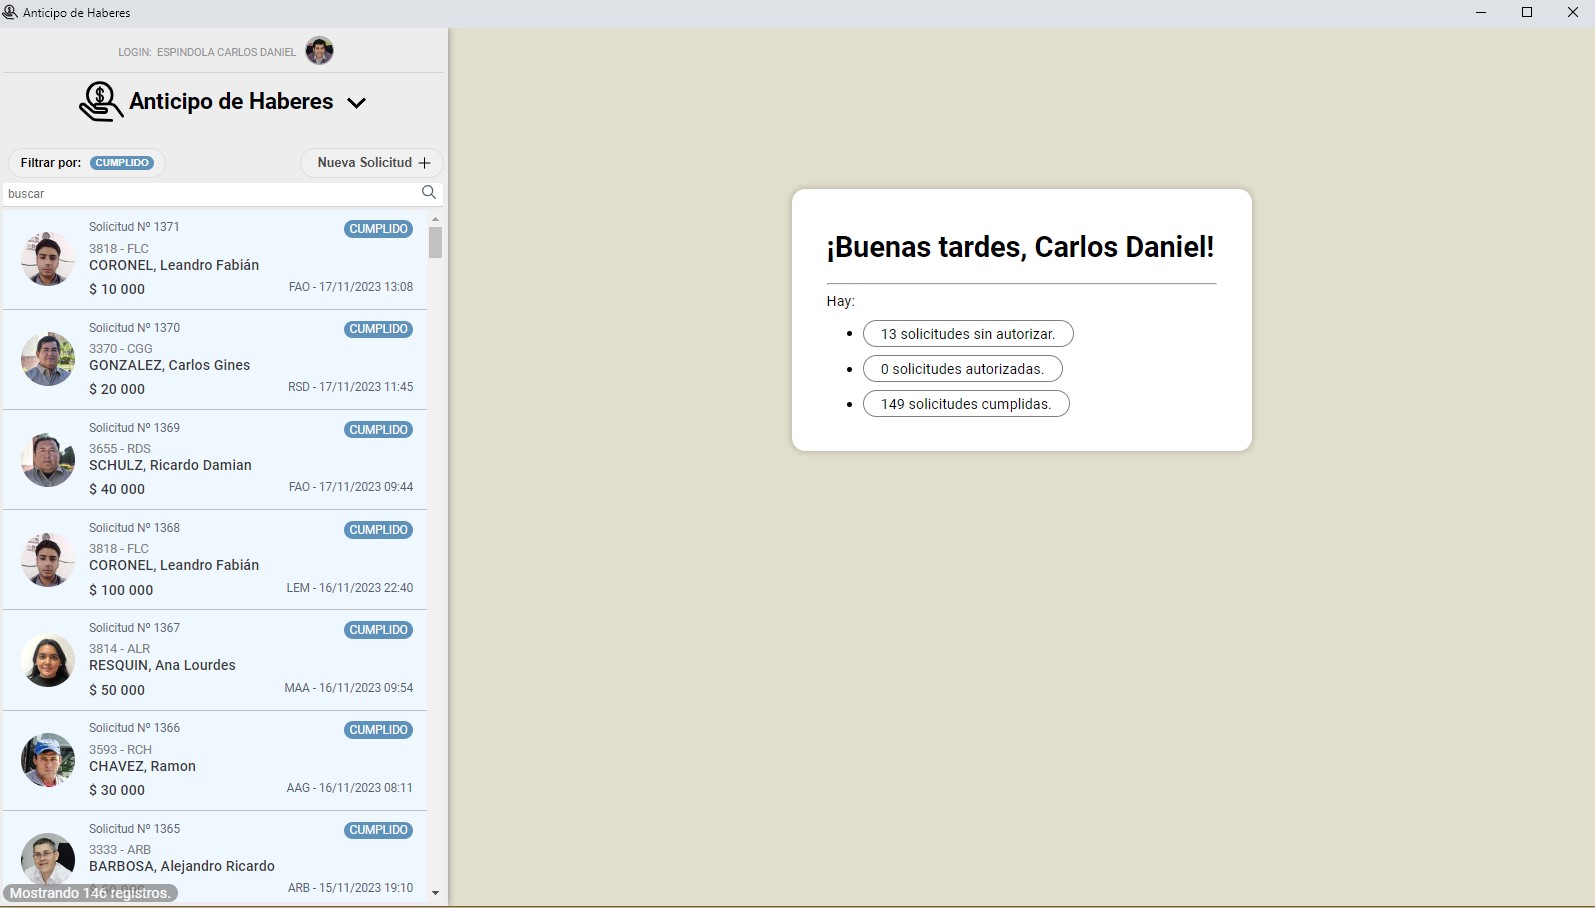 Anticipo de Haberes
LOGIN: ESPINDOLA CARLOS DANIEL
Anticipo de Haberes
Filtrar por: CUMPLIDO
Nueva Solicitud
buscar
Solicitud Nº 1371
CUMPLIDO
3818 - FLC
CORONEL, Leandro Fabián
$ 10 000
FAO - 17/11/2023 13:08
Solicitud Nº 1370
CUMPLIDO
3370 - CGG
GONZALEZ, Carlos Gines
$ 20 000
RSD - 17/11/2023 11:45
Solicitud Nº 1369
CUMPLIDO
3655 - RDS
SCHULZ, Ricardo Damian
$ 40 000
FAO - 17/11/2023 09:44
Solicitud Nº 1368
CUMPLIDO
3818 - FLC
CORONEL, Leandro Fabián
$ 100 000
LEM - 16/11/2023 22:40
Solicitud Nº 1367
CUMPLIDO
3814 - ALR
RESQUIN, Ana Lourdes
$ 50 000
MAA - 16/11/2023 09:54
Solicitud Nº 1366
CUMPLIDO
3593 - RCH
CHAVEZ, Ramon
$ 30 000
AAG - 16/11/2023 08:11
Solicitud Nº 1365
CUMPLIDO
3333 - ARB
BARBOSA, Alejandro Ricardo
ARB - 15/11/2023 19:10
Mostrando 146 registros.
¡Buenas tardes, Carlos Daniel!
Hay:
13 solicitudes sin autorizar.
0 solicitudes autorizadas.
149 solicitudes cumplidas.